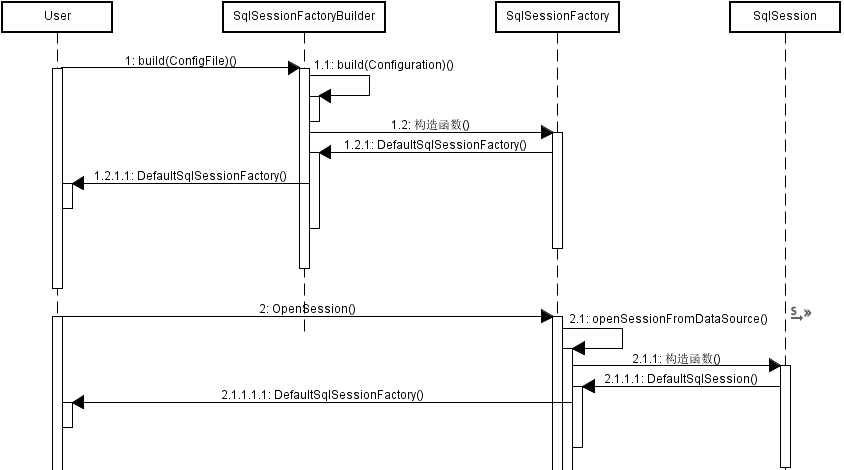 User
SqlSessionFactoryBuilder
SqlSessionFactory
SqlSession
1: build(ConfigFile)()
1.1: build(Configuration)()
1.2: 构造函数()
1.2.1: DefaultSqlSessionFactory()
1.2.1.1: DefaultSqlSessionFactory()
2: OpenSession()
S
2.1: openSessionFromDataSource()
2.1.1: 构造函数()
2.1.1.1: DefaultSqlSession()
2.1.1.1.1: DefaultSqlSessionFactory()